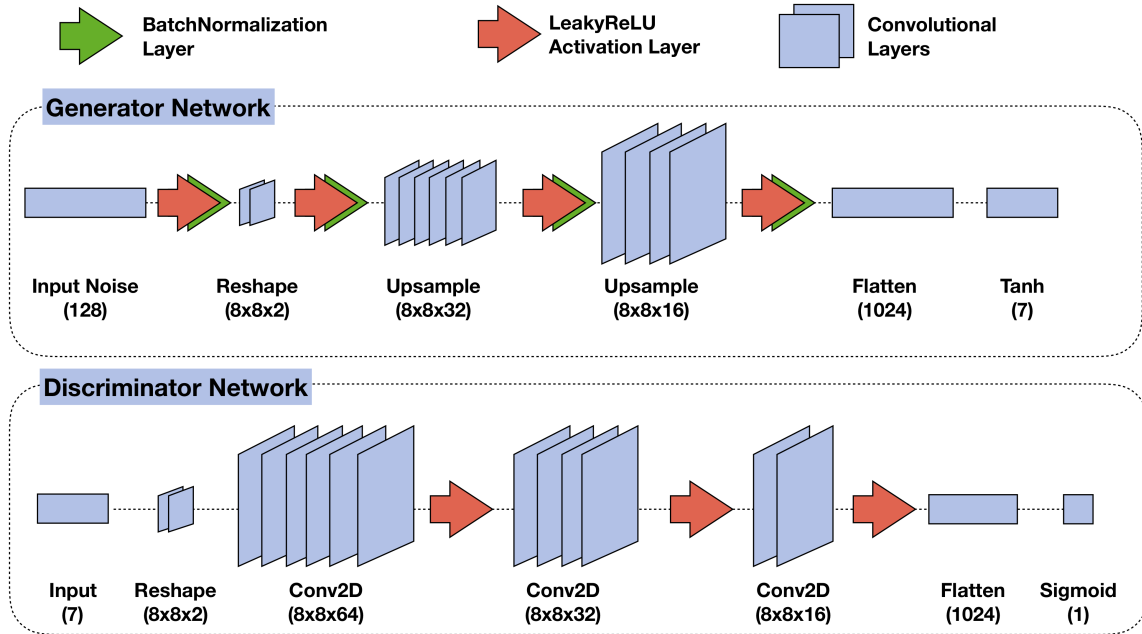 BatchNormalization
Layer
LeakyReLU
Activation Layer
Convolutional
Layers
Generator Network
Input Noise
(128)
Reshape
(8x8x2)
Upsample
(8x8x32)
Upsample
(8x8x16)
Flatten
(1024)
Tanh
(7)
Discriminator Network
Input
(7)
Reshape
(8x8x2)
Conv2D
(8x8x64)
Conv2D
(8x8x32)
Conv2D
(8x8x16)
Flatten
(1024)
Sigmoid
(1)